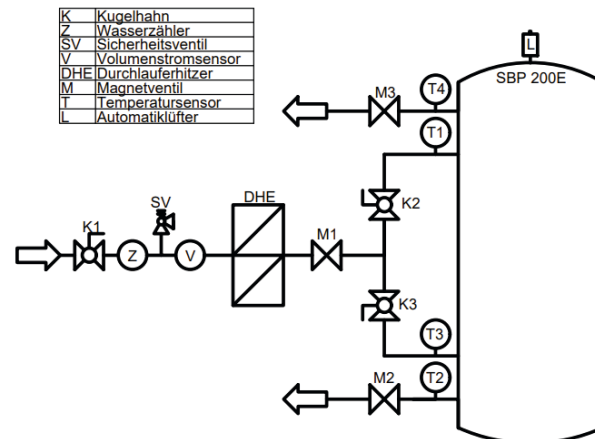 K Kugelhahn
Z Wasserzähler
SV Sicherheitsventil
V Volumenstromsensor
DHE Durchlauferhitzer
M Magnetventil
T Temperatursensor
L Automatiklüfter
L
SBP 200E
M3
T4
T1
K2
DHE
SV
K1
Z
V
M1
K3
T3
M2
T2